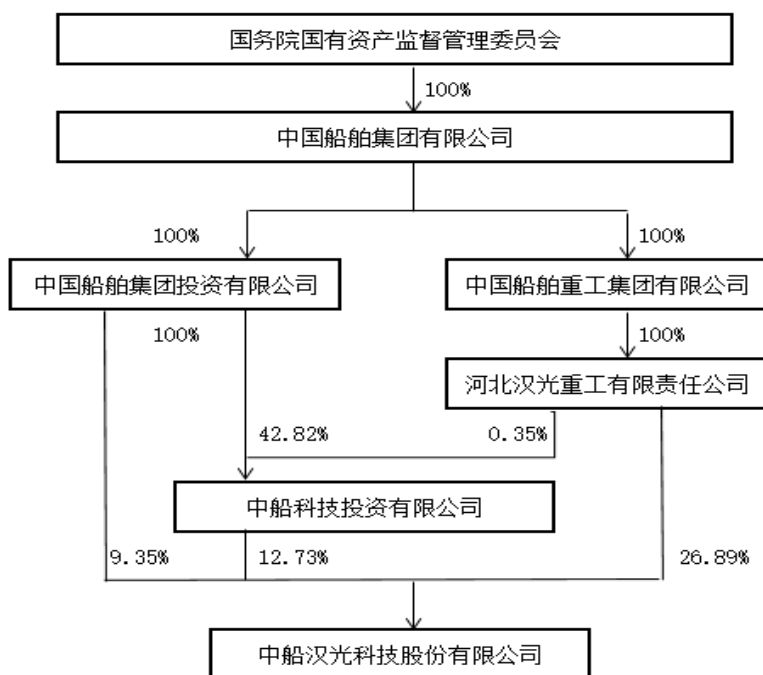 国务院国有资产监督管理委员会
100%
中国船舶集团有限公司
100%
100%
中国船舶集团投资有限公司
中国船舶重工集团有限公司
100%
100%
河北汉光重工有限责任公司
42.82%
0.35%
中船科技投资有限公司
9.35%
12.73%
26.89%
中船汉光科技股份有限公司